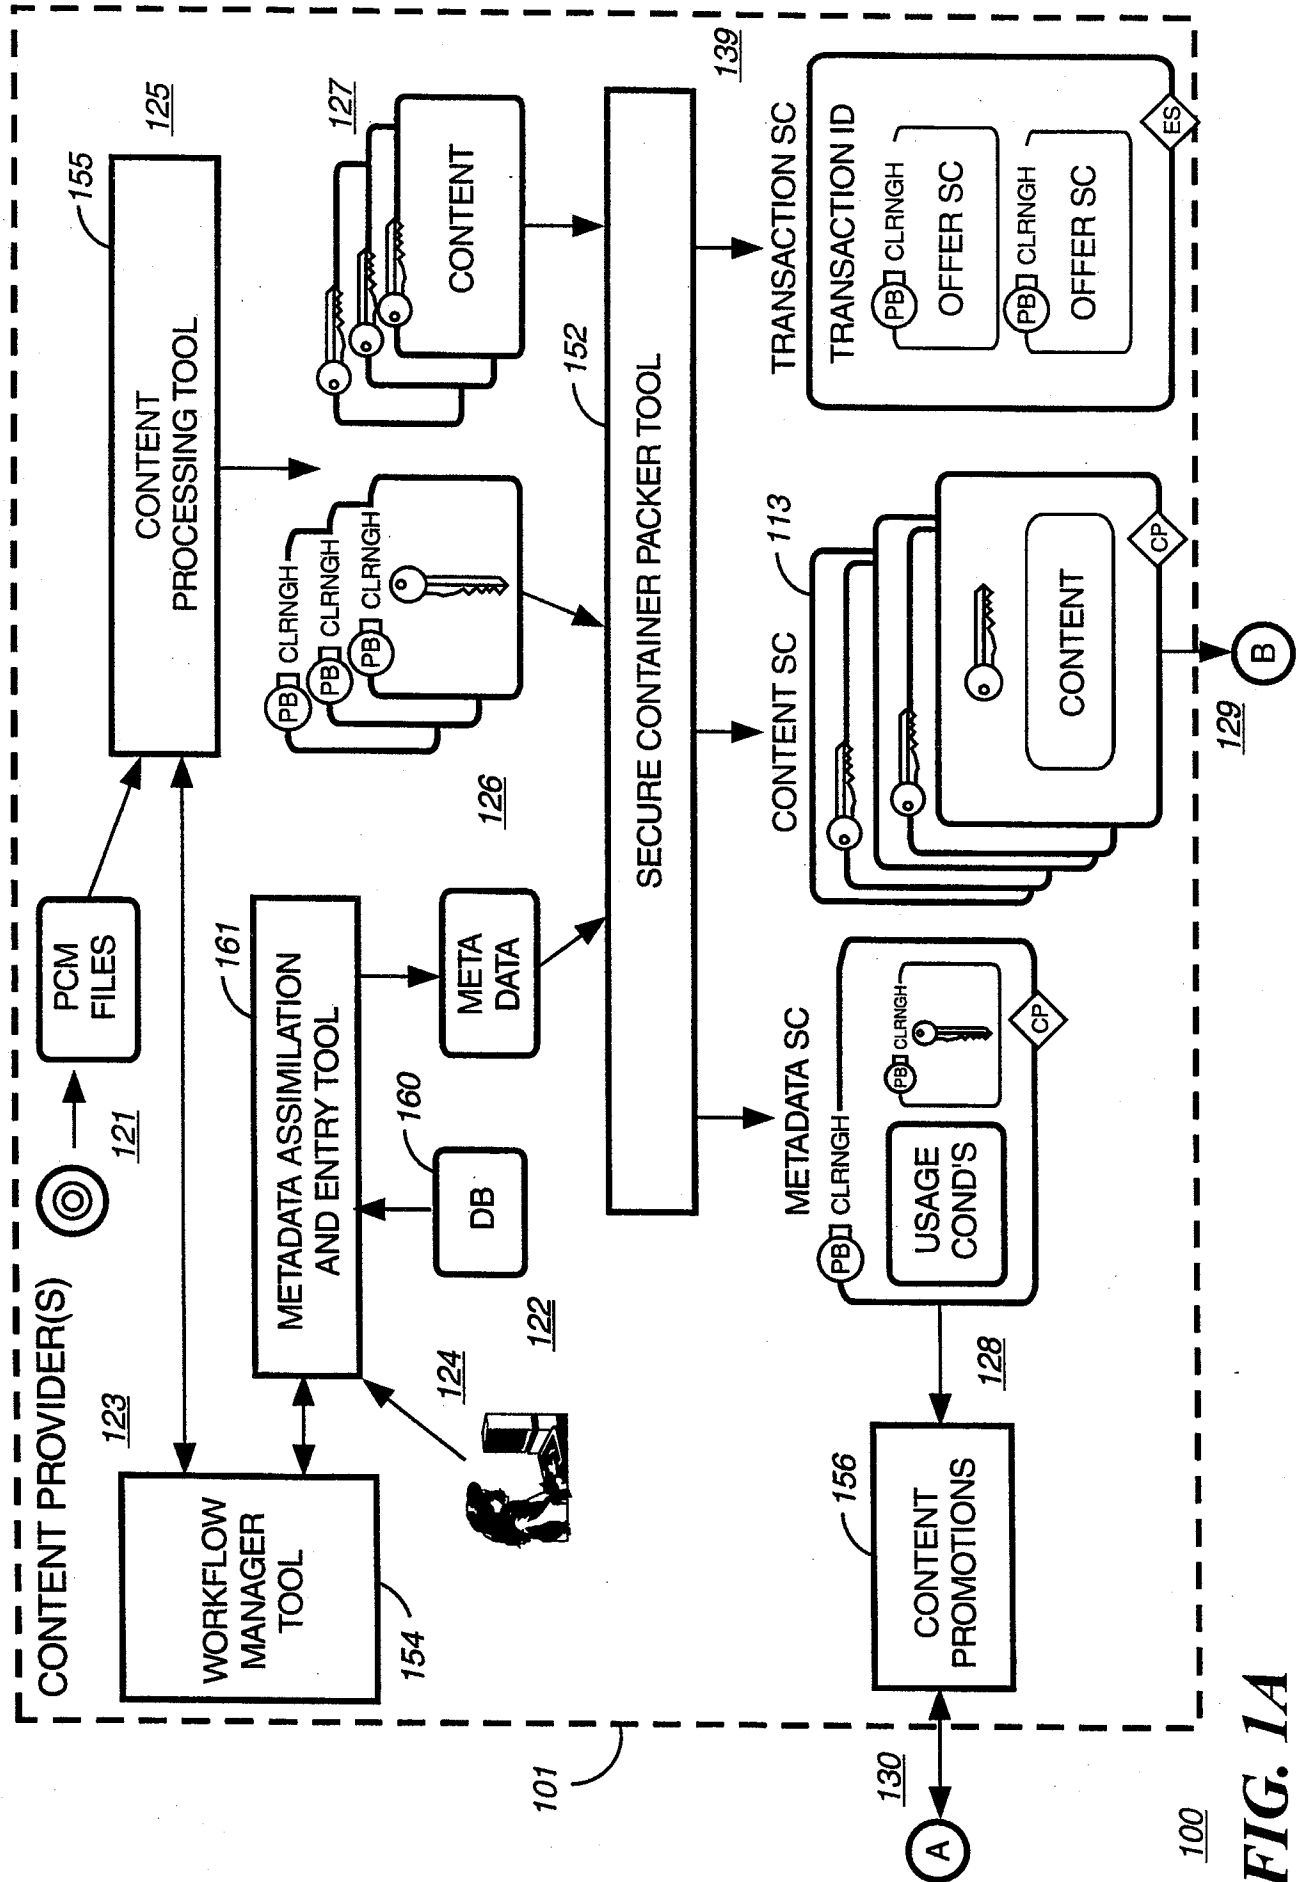 CONTENT PROVIDER(S)
123
WORKFLOW
MANAGER
TOOL
154
121
PCM
FILES
155
125
CONTENT
PROCESSING TOOL
161
METADATA ASSIMILATION
AND ENTRY TOOL
124
160
DB
122
META
DATA
126
PB CLRNGH
PB CLRNGH
PB CLRNGH
127
CONTENT
152
SECURE CONTAINER PACKER TOOL
139
METADATA SC
PB CLRNGH
USAGE
COND'S
PB CLRNGH
CP
128
156
CONTENT
PROMOTIONS
CONTENT SC
113
CONTENT
CP
129
B
TRANSACTION SC
TRANSACTION ID
PB CLRNGH
OFFER SC
PB CLRNGH
OFFER SC
ES
101
130
A
100
FIG. 1A